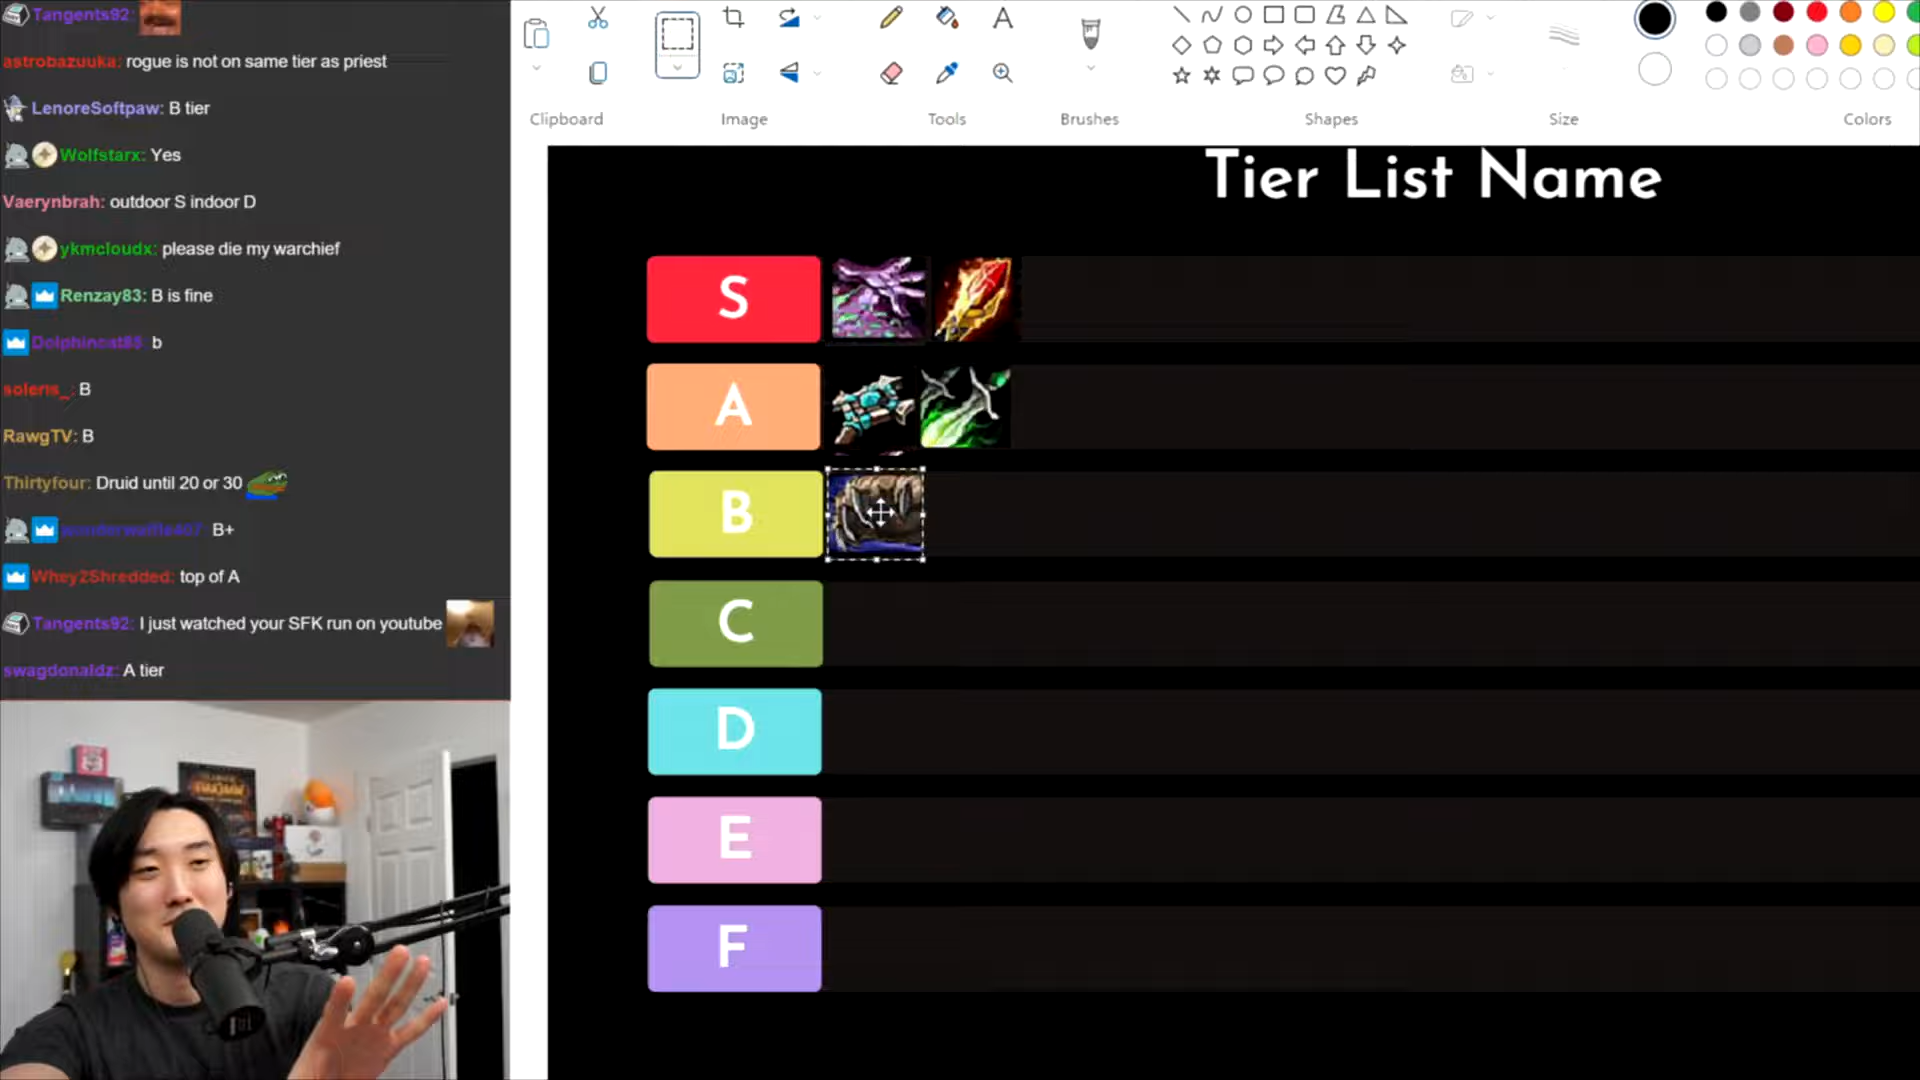 Tangents92:
astrobazuuka: rogue is not on same tier as priest
LenoreSoftpaw: B tier
Wolfstarx: Yes
Vaerynbrah: outdoor S indoor D
ykmcloudx: please die my warchief
Renzay83: B is fine
Dolphincat88: b
solens_: B
RawgTV: B
Thirtyfour: Druid until 20 or 30
B+
Whey2Shredded: top of A
Tangents92: I just watched your SFK run on youtube
swagdonaldz: A tier
Clipboard
Image
Tools
Brushes
Shapes
Size
Colors
Tier List Name
S
A
B
C
D
E
F